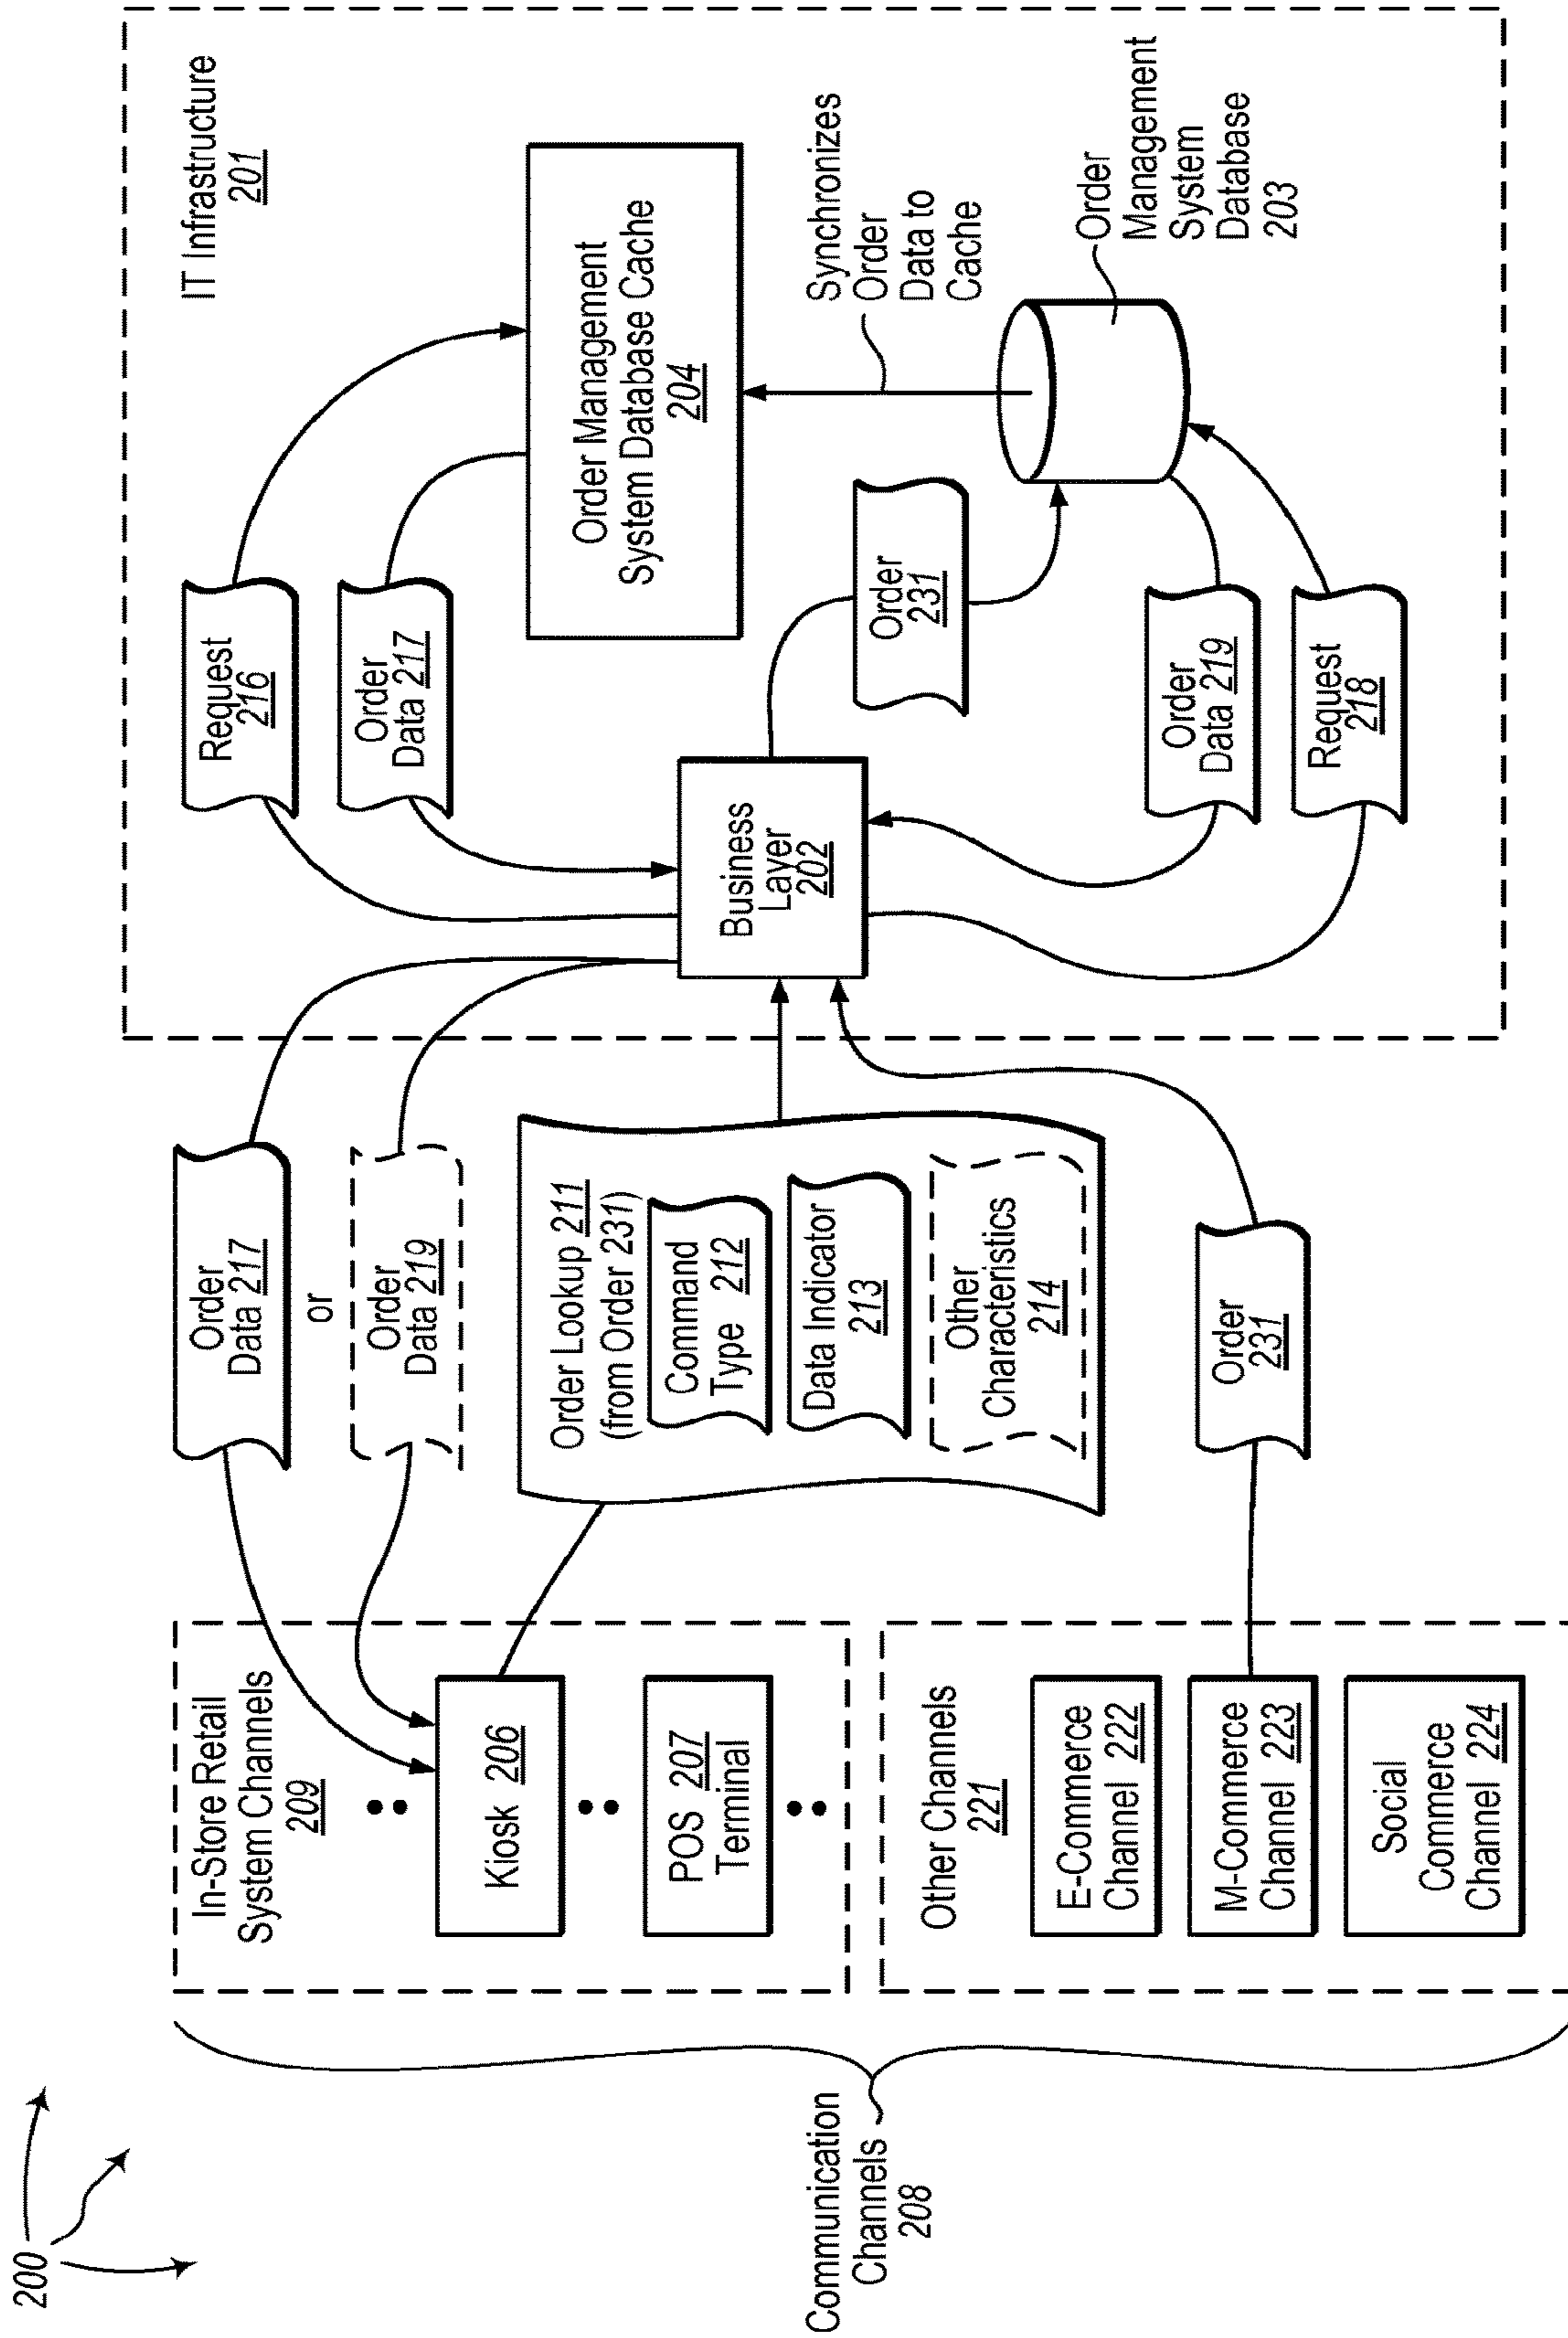 200
Communication
Channels
208
In-Store Retail
System Channels
209
Kiosk 206
POS 207
Terminal
Other Channels
221
E-Commerce
Channel 222
M-Commerce
Channel 223
Social
Commerce
Channel 224
Order
Data 217
or
Order
Data 219
Order Lookup 211
(from Order 231)
Command
Type 212
Data Indicator
213
Other
Characteristics
214
Order
231
IT Infrastructure
201
Request
216
Order
Data 217
Business
Layer
202
Order
231
Order
Data 219
Request
218
Order Management
System Database Cache
204
Synchronizes
Order
Data to
Cache
Order
Management
System
Database
203